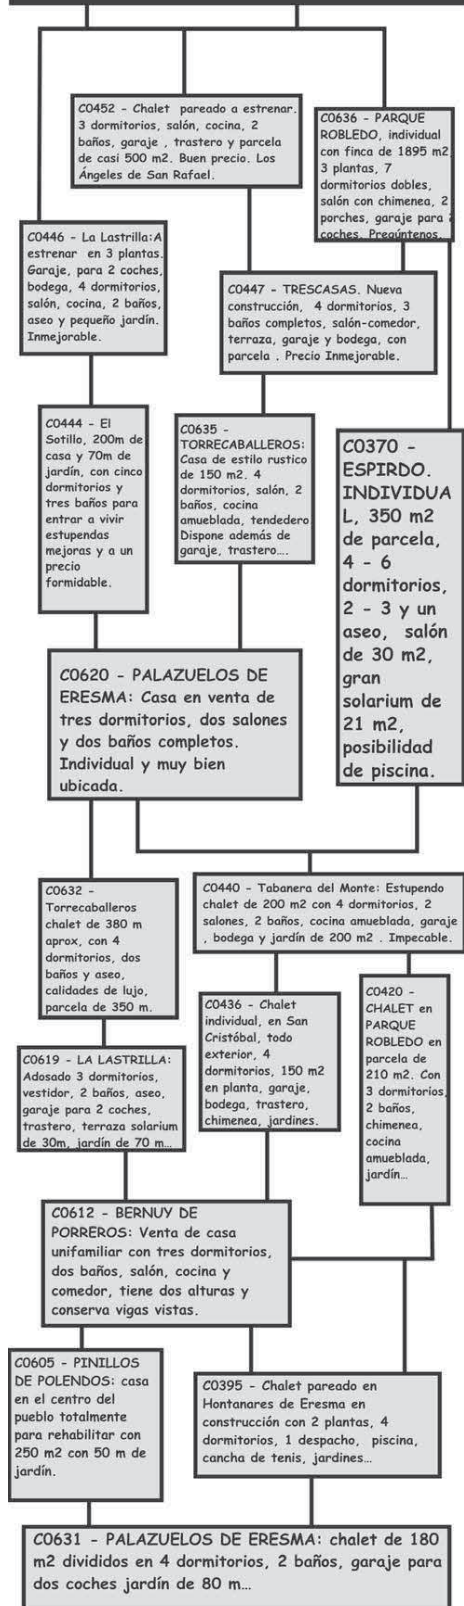 C0452 - Chalet pareado a estrenar.
3 dormitorios, salón, cocina, 2
baños, garaje , trastero y parcela
de casi 500 m2. Buen precio. Los
Ángeles de San Rafael.
C0636 - PARQUE
ROBLEDO, individual
con finca de 1895 m2
3 plantas, 7
dormitorios dobles,
salón con chimenea, 2
porches, garaje para 2
coches. Pregúntenos.
C0446 - La Lastrilla:A
estrenar en 3 plantas.
Garaje, para 2 coches,
bodega, 4 dormitorios,
salón, cocina, 2 baños,
aseo y pequeño jardín.
Inmejorable.
C0447 - TRESCASAS. Nueva
construcción, 4 dormitorios, 3
baños completos, salón-comedor,
terraza, garaje y bodega, con
parcela . Precio Inmejorable.
C0444 - El
Sotillo, 200m de
casa y 70m de
jardín, con cinco
dormitorios y
tres baños para
entrar a vivir
estupendas
mejoras y a un
precio
formidable.
C0635 -
TORRECABALLEROS:
Casa de estilo rustico
de 150 m2. 4
dormitorios, salón, 2
baños, cocina
amueblada, tendedero
Dispone además de
garaje, trastero....
C0370 -
ESPIRDO.
INDIVIDUA
L, 350 m2
de parcela,
4 - 6
dormitorios,
2 - 3 y un
aseo, salón
de 30 m2,
gran
solarium de
21 m2,
posibilidad
de piscina.
C0620 - PALAZUELOS DE
ERESMA: Casa en venta de
tres dormitorios, dos salones
y dos baños completos.
Individual y muy bien
ubicada.
C0632 -
Torrecaballeros
chalet de 380 m
aprox, con 4
dormitorios, dos
baños y aseo,
calidades de lujo,
parcela de 350 m.
C0440 - Tabanera del Monte: Estupendo
chalet de 200 m2 con 4 dormitorios, 2
salones, 2 baños, cocina amueblada, garaje
, bodega y jardín de 200 m2 . Impecable.
C0436 - Chalet
individual, en San
Cristóbal, todo
exterior, 4
dormitorios, 150 m2
en planta, garaje,
bodega, trastero,
chimenea, jardines.
C0420 -
CHALET en
PARQUE
ROBLEDO en
parcela de
210 m2. Con
3 dormitorios,
2 baños,
chimenea,
cocina
amueblada,
jardín...
C0619 - LA LASTRILLA:
Adosado 3 dormitorios,
vestidor, 2 baños, aseo,
garaje para 2 coches,
trastero, terraza solarium
de 30m, jardín de 70 m...
C0612 - BERNUY DE
PORREROS: Venta de casa
unifamiliar con tres dormitorios,
dos baños, salón, cocina y
comedor, tiene dos alturas y
conserva vigas vistas.
C0605 - PINILLOS
DE POLENDOS: casa
en el centro del
pueblo totalmente
para rehabilitar con
250 m2 con 50 m de
jardín.
C0395 - Chalet pareado en
Hontanares de Eresma en
construcción con 2 plantas, 4
dormitorios, 1 despacho, piscina,
cancha de tenis, jardines...
C0631 - PALAZUELOS DE ERESMA: chalet de 180
m2 divididos en 4 dormitorios, 2 baños, garaje para
dos coches jardín de 80 m...